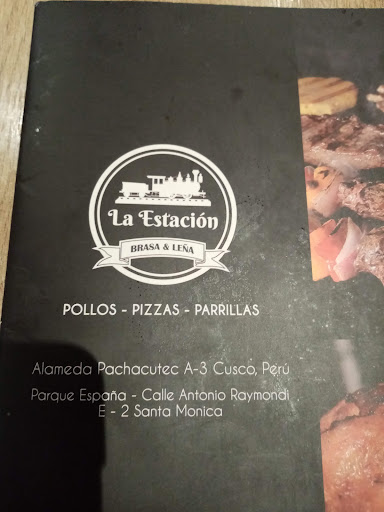 La Estación
BRASA & LEÑA
POLLOS - PIZZAS - PARRILLAS
Alameda Pachacutec A-3 Cusco, Perú
Parque España - Calle Antonio Raymondi
E - 2 Santa Monica